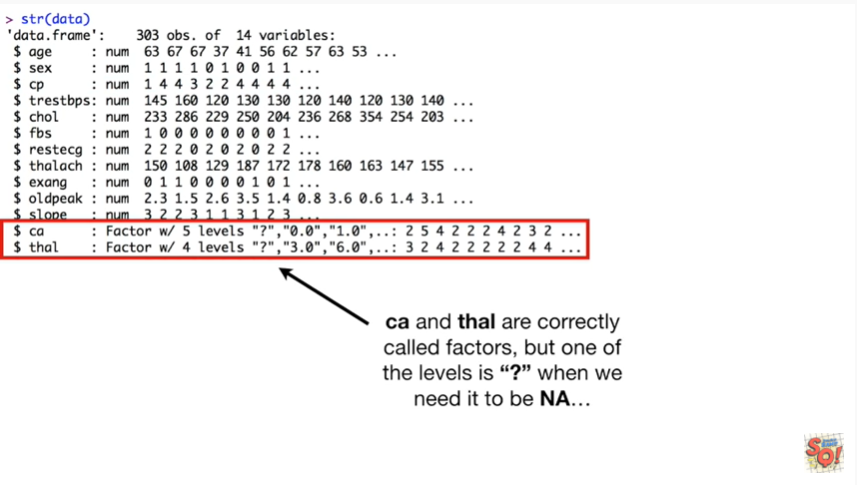 > str(data)
'data.frame': 303 obs. of 14 variables:
$ age : num 63 67 67 37 41 56 62 57 63 53 ...
$ sex : num 1 1 1 1 0 1 0 0 1 1 ...
$ cp : num 1 4 4 3 2 2 4 4 4 4 ...
$ trestbps: num 145 160 120 130 130 120 140 120 130 140 ...
$ chol : num 233 286 229 250 204 236 268 354 254 203 ...
$ fbs : num 1 0 0 0 0 0 0 0 0 1 ...
$ restecg : num 2 2 2 0 2 0 2 0 2 2 ...
$ thalach : num 150 108 129 187 172 178 160 163 147 155 ...
$ exang : num 0 1 1 0 0 0 0 1 0 1 ...
$ oldpeak : num 2.3 1.5 2.6 3.5 1.4 0.8 3.6 0.6 1.4 3.1 ...
$ slope : num 3 2 2 3 1 1 3 1 2 3 ...
$ ca : Factor w/ 5 levels "?","0.0","1.0",..: 2 5 4 2 2 2 4 2 3 2 ...
$ thal : Factor w/ 4 levels "?","3.0","6.0",..: 3 2 4 2 2 2 2 2 4 4 ...
ca and thal are correctly
called factors, but one of
the levels is “?” when we
need it to be NA…
SQ!